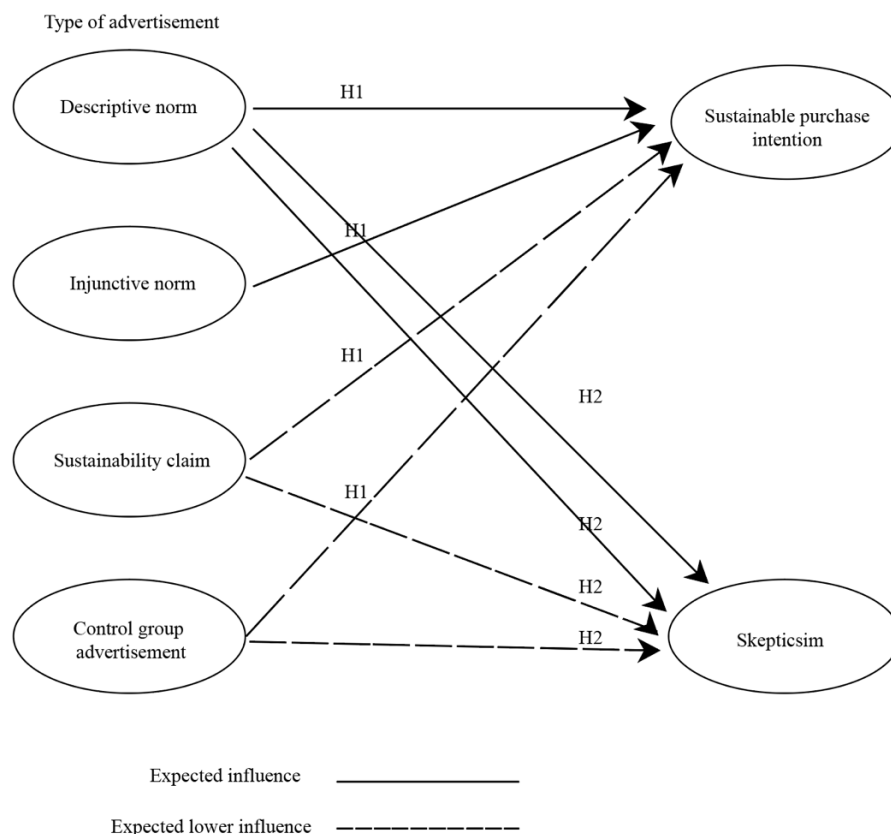 Type of advertisement
Descriptive norm
H1
Sustainable purchase
intention
Injunctive norm
H1
H1
H2
Sustainability claim
H1
H2
H2
Control group
advertisement
H2
Skepticsim
Expected influence
Expected lower influence